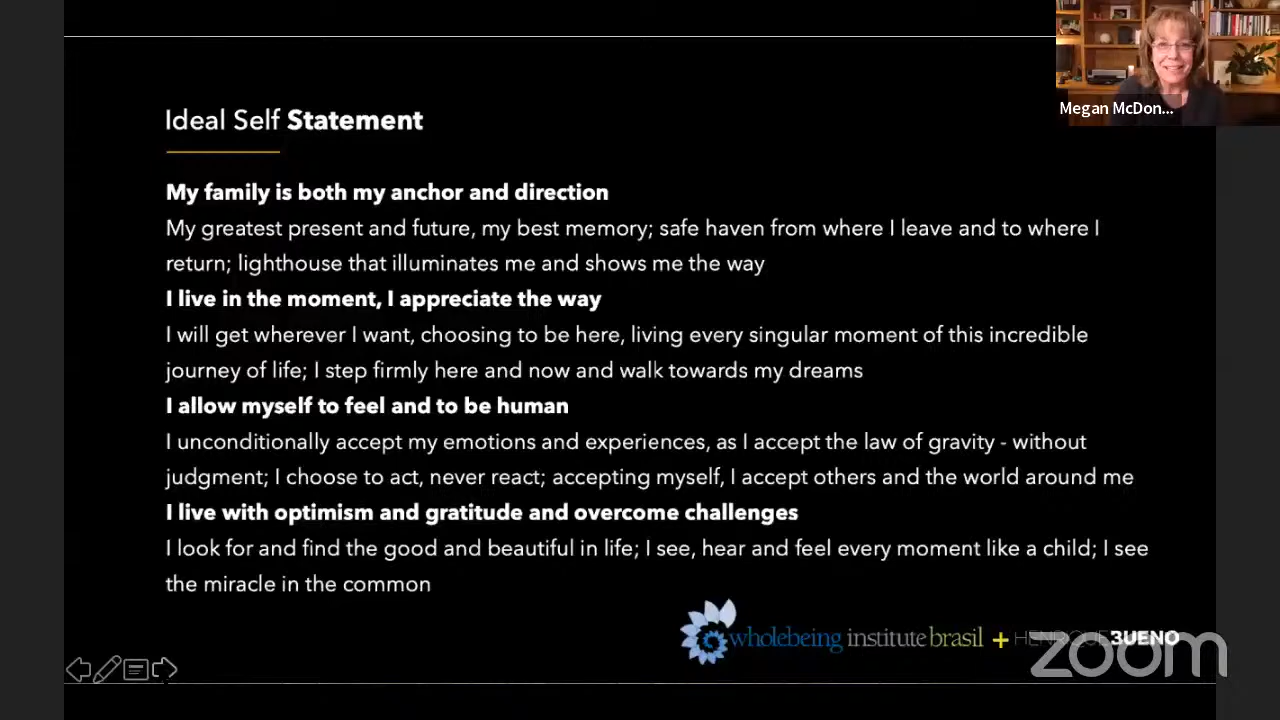 Megan McDon...
Ideal Self Statement
My family is both my anchor and direction
My greatest present and future, my best memory; safe haven from where I leave and to where I
return; lighthouse that illuminates me and shows me the way
I live in the moment, I appreciate the way
I will get wherever I want, choosing to be here, living every singular moment of this incredible
journey of life; I step firmly here and now and walk towards my dreams
I allow myself to feel and to be human
I unconditionally accept my emotions and experiences, as I accept the law of gravity - without
judgment; I choose to act, never react; accepting myself, I accept others and the world around me
I live with optimism and gratitude and overcome challenges
I look for and find the good and beautiful in life; I see, hear and feel every moment like a child; I see
the miracle in the common
wholebeing institute brasil + BUENO
zoom